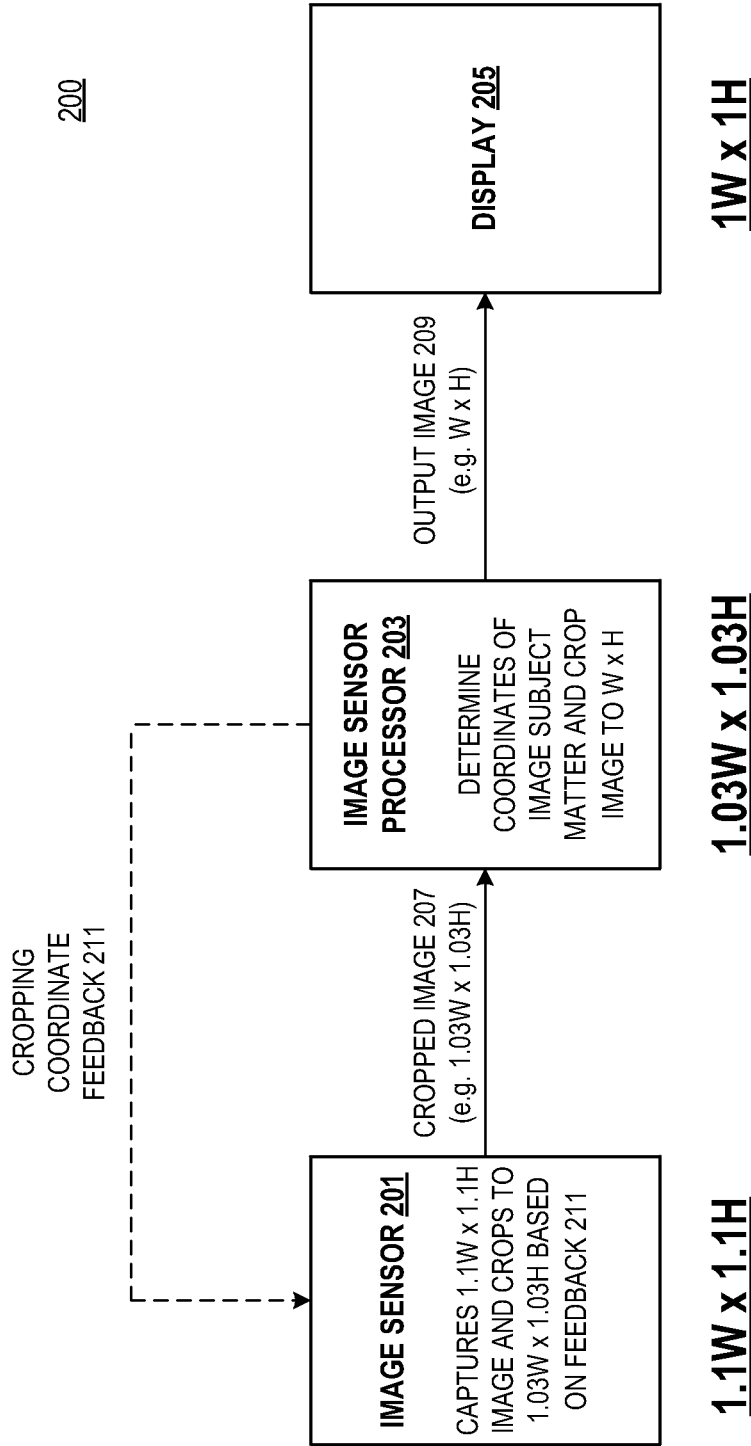 200
CROPPING
COORDINATE
FEEDBACK 211
IMAGE SENSOR 201
CAPTURES 1.1W x 1.1H
IMAGE AND CROPS TO
1.03W x 1.03H BASED
ON FEEDBACK 211
CROPPED IMAGE 207
(e.g. 1.03W x 1.03H)
IMAGE SENSOR
PROCESSOR 203
DETERMINE
COORDINATES OF
IMAGE SUBJECT
MATTER AND CROP
IMAGE TO W x H
OUTPUT IMAGE 209
(e.g. W x H)
DISPLAY 205
1.1W x 1.1H
1.03W x 1.03H
1W x 1H